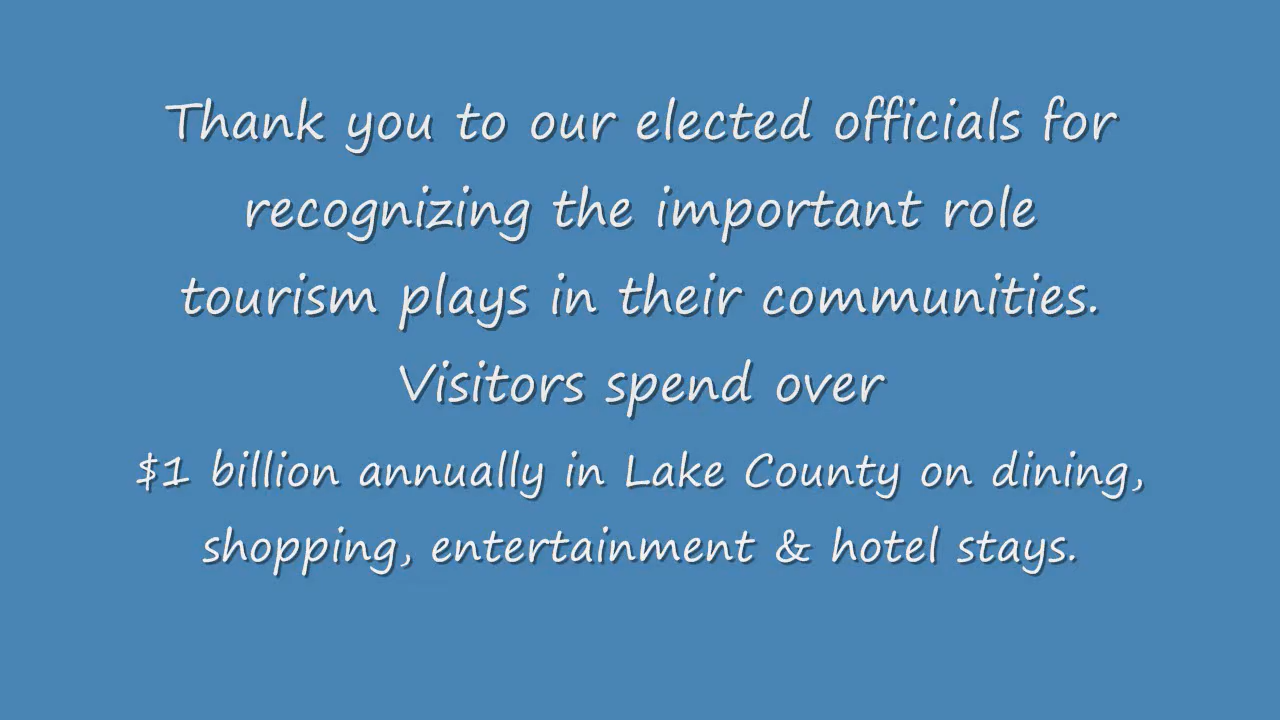 Thank you to our elected officials for
recognizing the important role
tourism plays in their communities.
Visitors spend over
$1 billion annually in Lake County on dining,
shopping, entertainment & hotel stays.